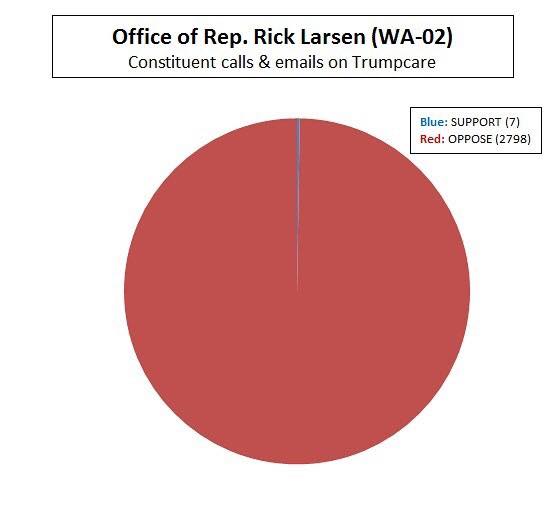 Office of Rep. Rick Larsen (WA-02)
Constituent calls & emails on Trumpcare
Blue: SUPPORT (7)
Red: OPPOSE (2798)